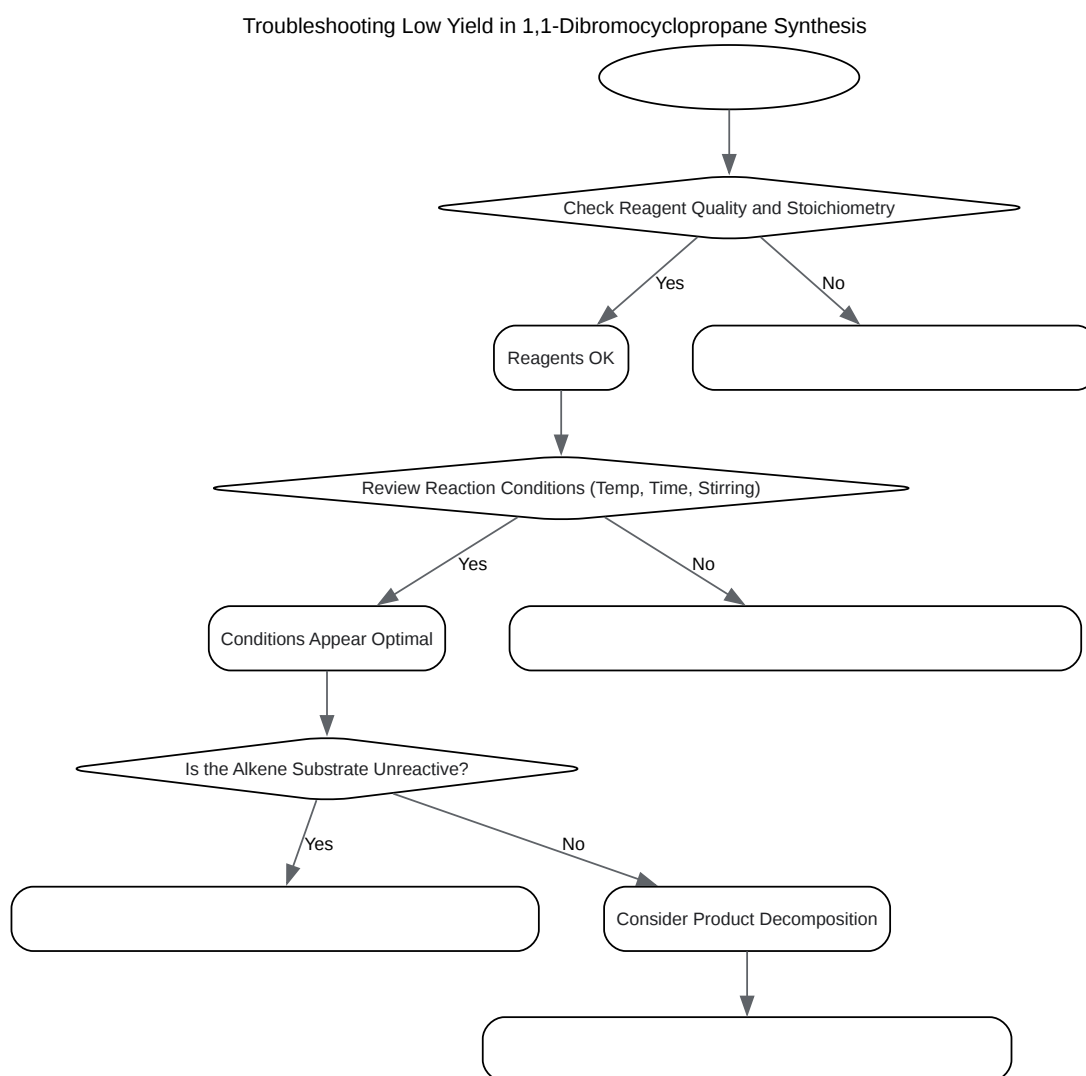 Troubleshooting Low Yield in 1,1-Dibromocyclopropane Synthesis
Check Reagent Quality and Stoichiometry
Yes
No
Reagents OK
Review Reaction Conditions (Temp, Time, Stirring)
Yes
No
Conditions Appear Optimal
Is the Alkene Substrate Unreactive?
Yes
No
Consider Product Decomposition